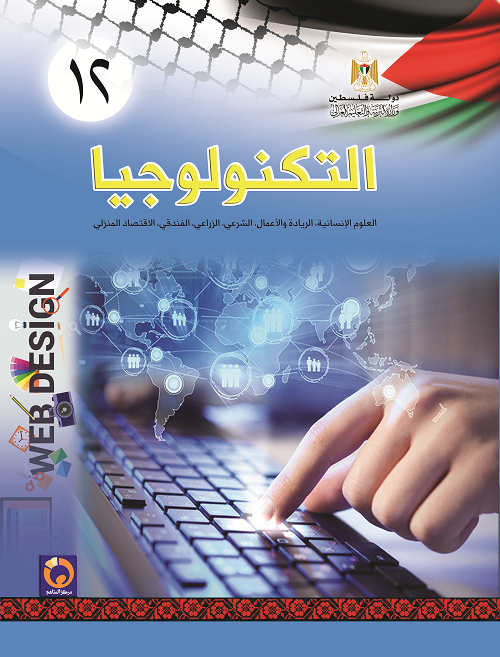 ١٢
دولة فلسطين
وزارة التربية والتعليم العالي
التكنولوجيا
العلوم الإنسانية، الريادة والأعمال، الشرعي، الزراعي، الفندقي، الاقتصاد المنزلي
WEB DESIGN
مركز المناهج